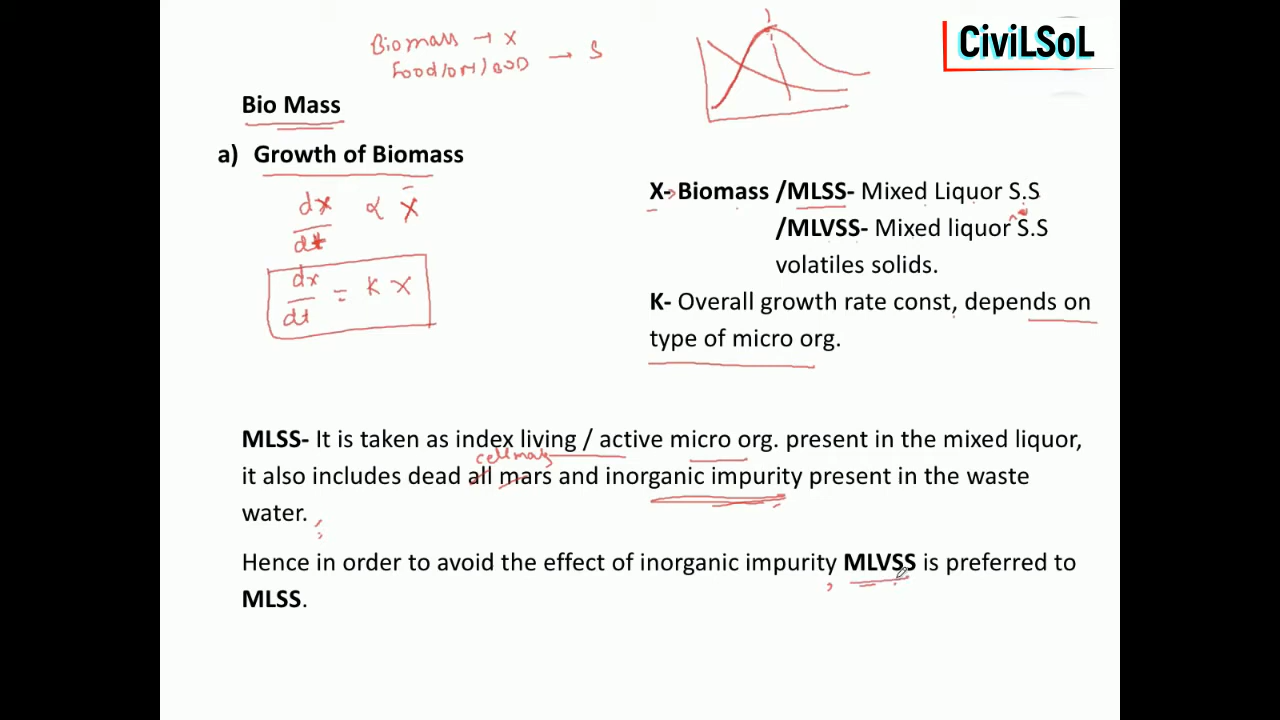 Biomass → X
Food/OM/BOD → S
CiviLSoL
Bio Mass
a) Growth of Biomass
dx/dt ∝ X
dx/dt = K X
X- Biomass /MLSS- Mixed Liquor S.S
/MLVSS- Mixed liquor S.S
volatiles solids.
K- Overall growth rate const, depends on
type of micro org.
MLSS- It is taken as index living / active micro org. present in the mixed liquor,
cell mass
it also includes dead all mars and inorganic impurity present in the waste
water.
Hence in order to avoid the effect of inorganic impurity MLVSS is preferred to
MLSS.